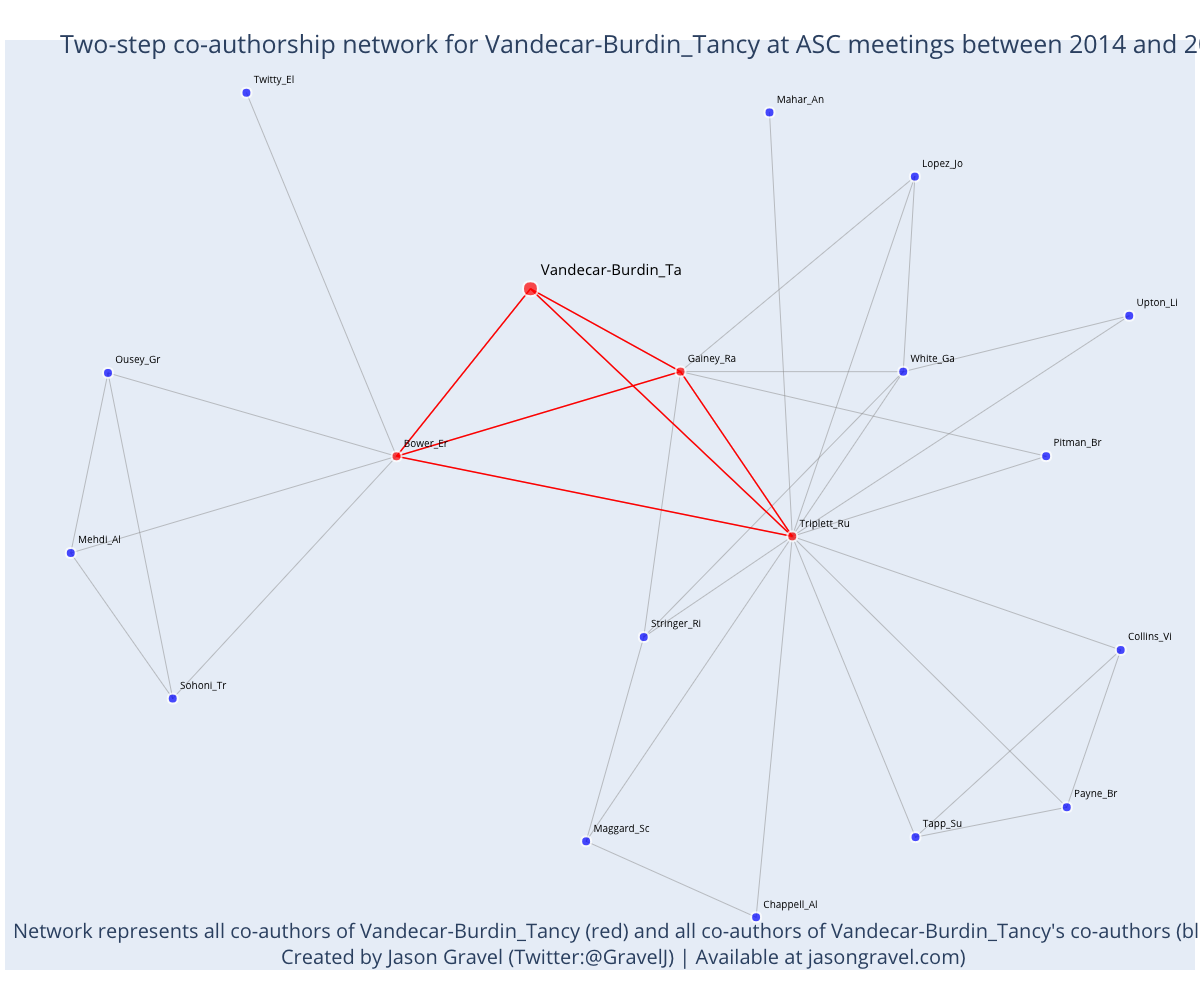 Two-step co-authorship network for Vandecar-Burdin_Tancy at ASC meetings between 2014 and
Twitty_El
Mahar_An
Lopez_Jo
Vandecar-Burdin_Ta
Upton_Li
Ousey_Gr
Gainey_Ra
White_Ga
Bower_Er
Pitman_Br
Triplett_Ru
Mehdi_Al
Stringer_Ri
Collins_Vi
Sohoni_Tr
Payne_Br
Tapp_Su
Maggard_Sc
Chappell_Al
Network represents all co-authors of Vandecar-Burdin_Tancy (red) and all co-authors of Vandecar-Burdin_Tancy's co-authors (bl
Created by Jason Gravel (Twitter:@GravelJ) | Available at jasongravel.com)